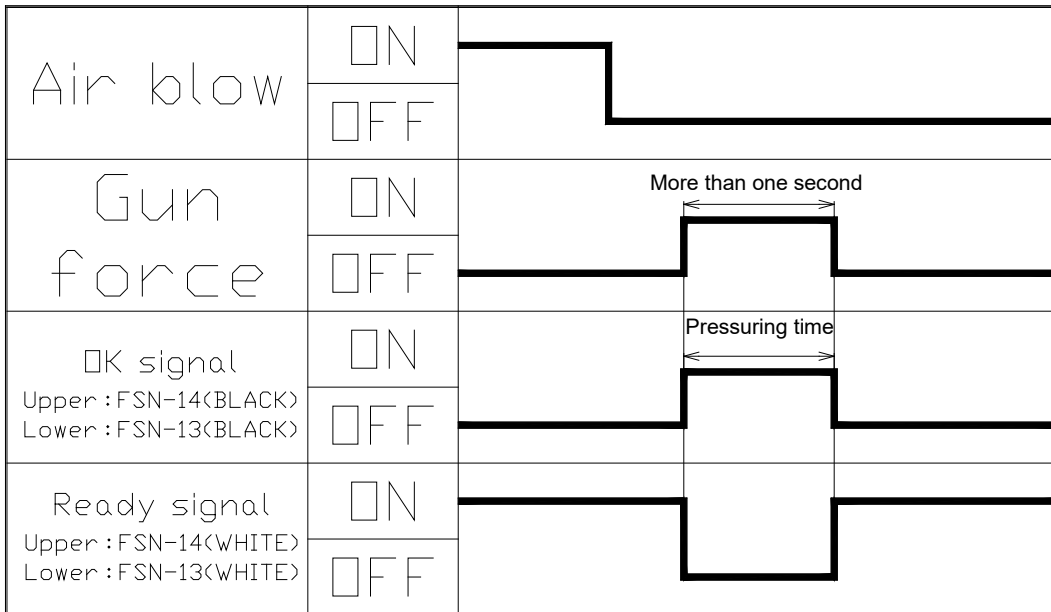 Air blow
ON
OFF
Gun
force
ON
OFF
More than one second
OK signal
Upper:FSN-14(BLACK)
Lower:FSN-13(BLACK)
ON
OFF
Pressuring time
Ready signal
Upper:FSN-14(WHITE)
Lower:FSN-13(WHITE)
ON
OFF